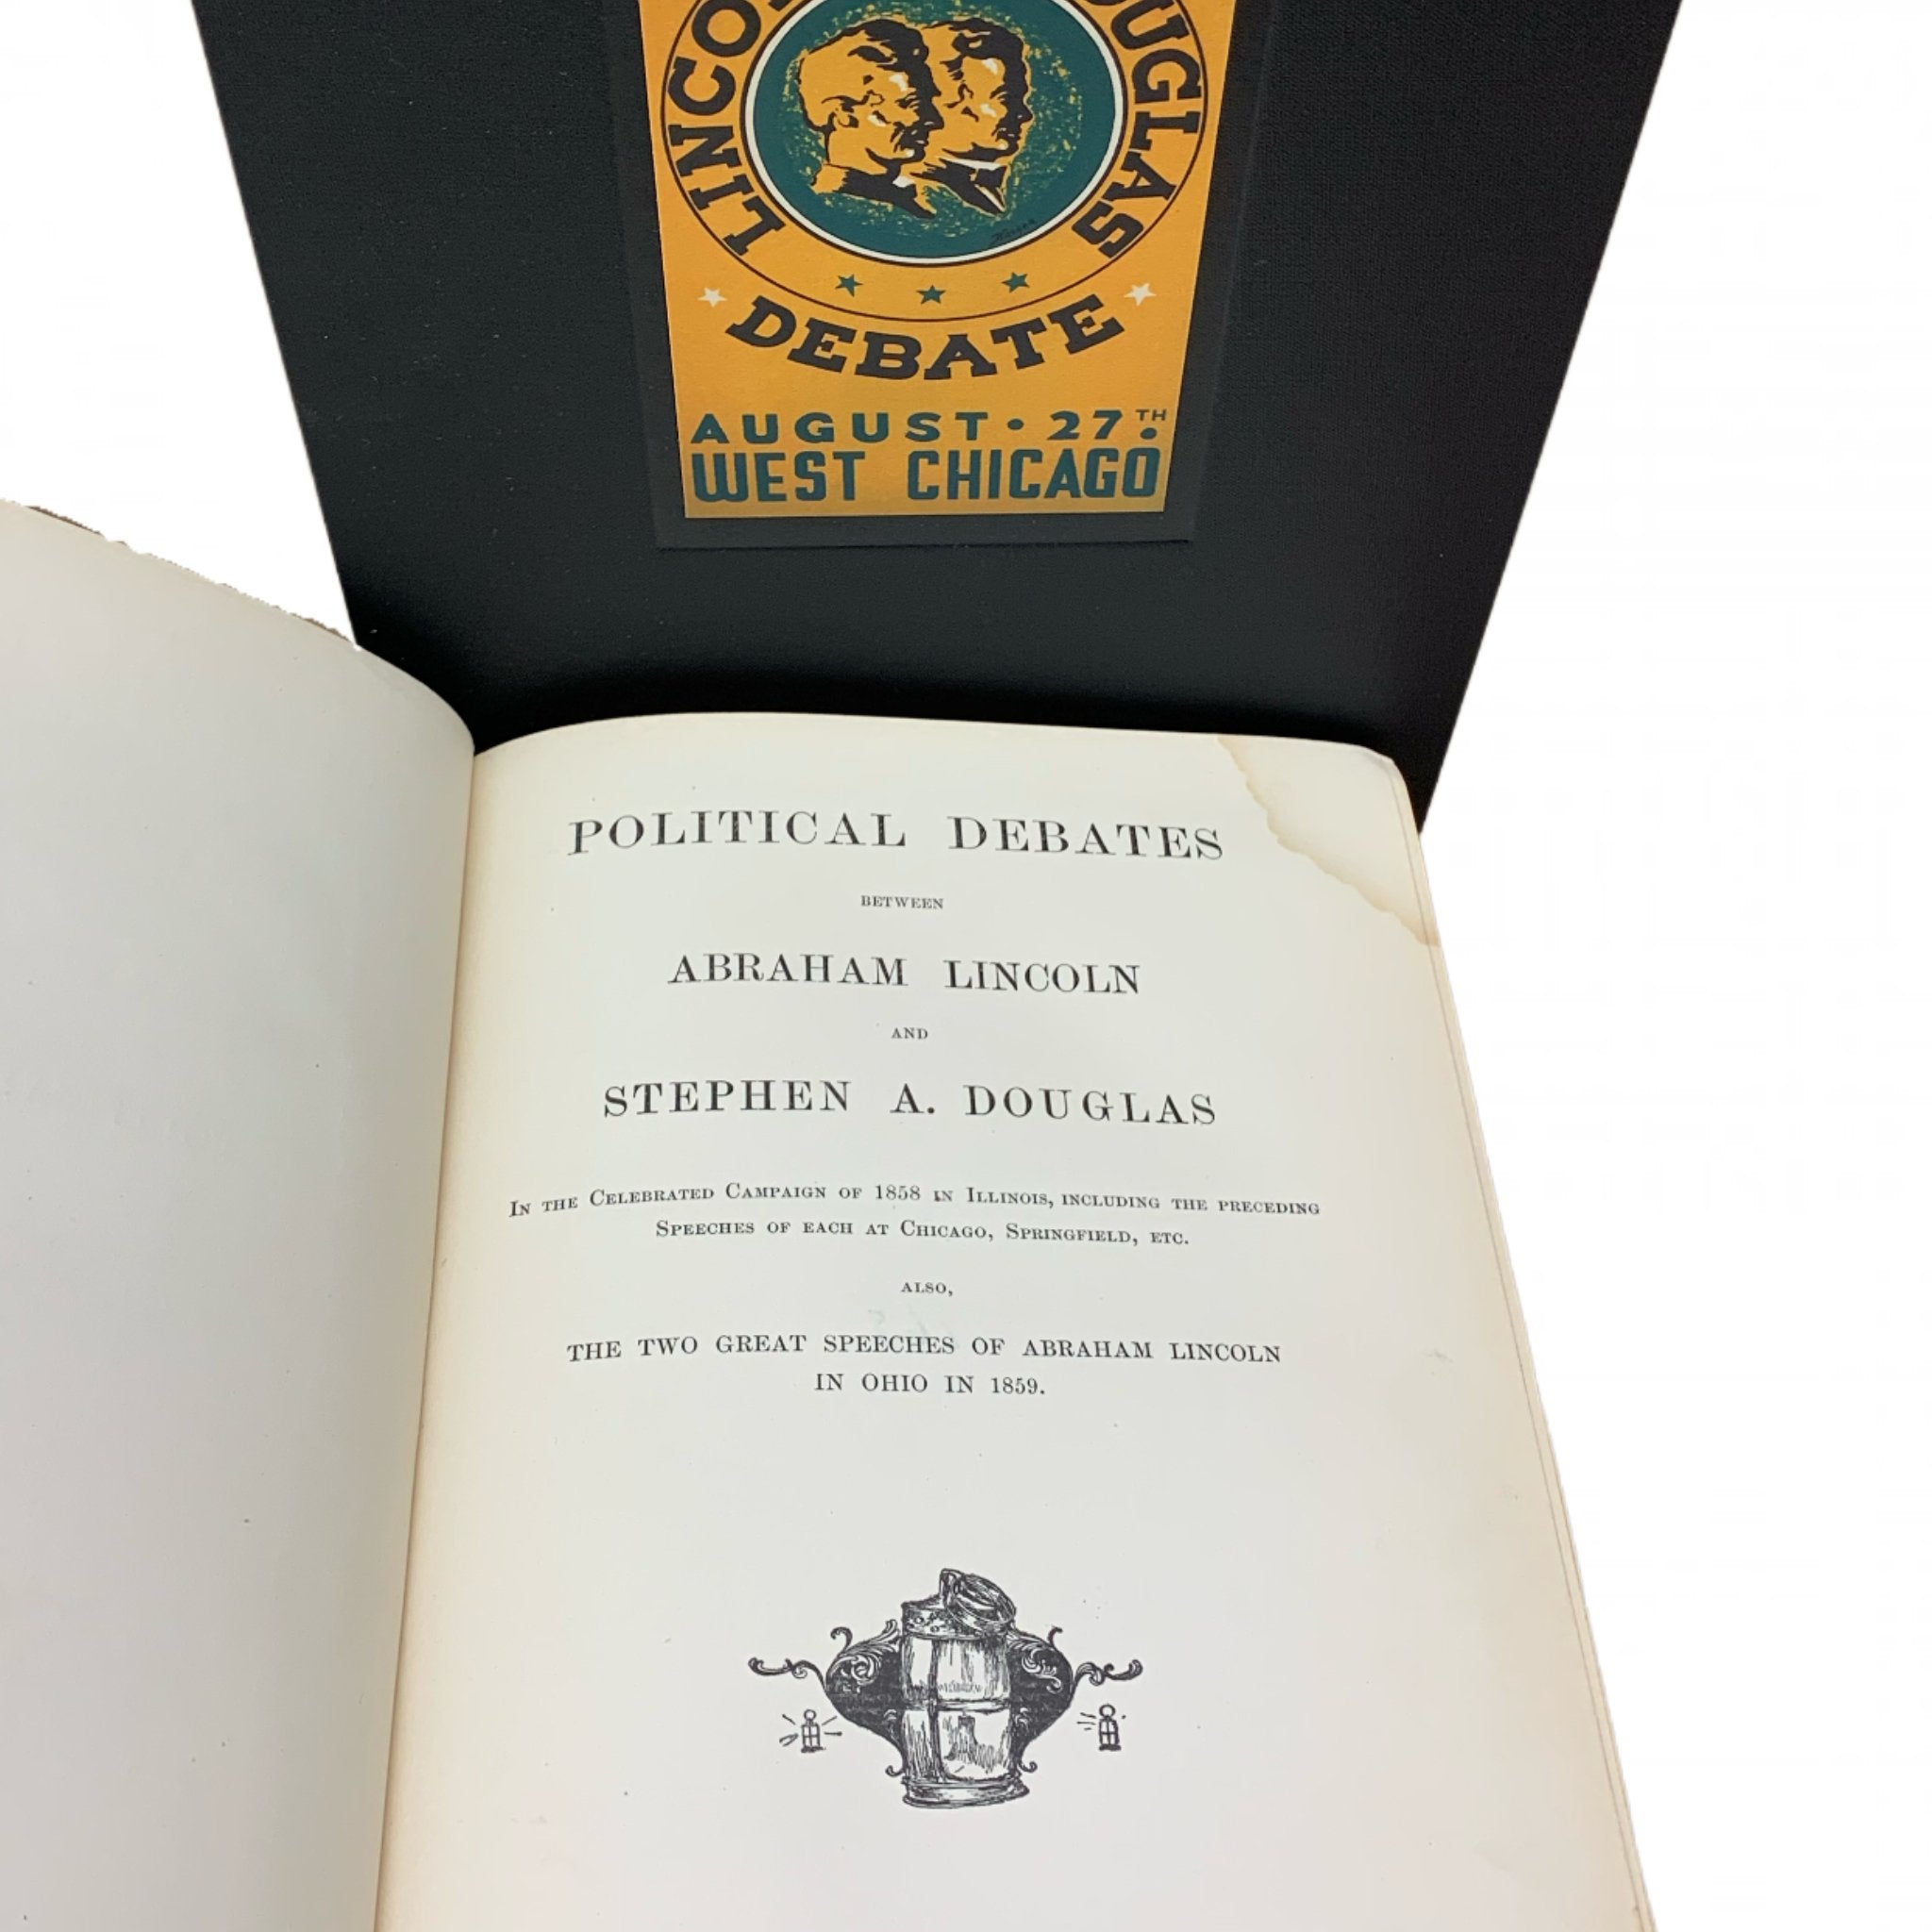 LINCO DOUGLAS
DEBATE
AUGUST · 27TH.
WEST CHICAGO
POLITICAL DEBATES
BETWEEN
ABRAHAM LINCOLN
AND
STEPHEN A. DOUGLAS
IN THE CELEBRATED CAMPAIGN OF 1858 IN ILLINOIS, INCLUDING THE PRECEDING
SPEECHES OF EACH AT CHICAGO, SPRINGFIELD, ETC.
ALSO,
THE TWO GREAT SPEECHES OF ABRAHAM LINCOLN
IN OHIO IN 1859.